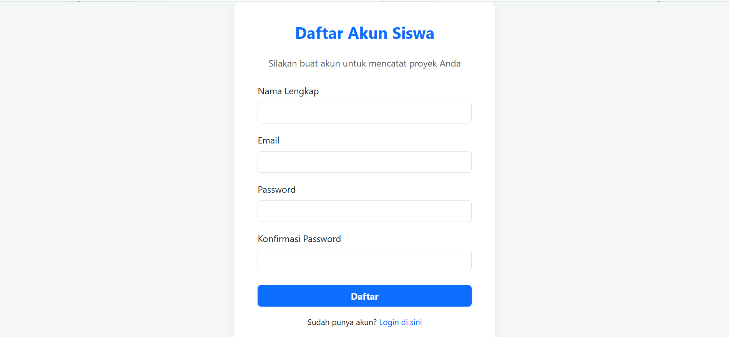 Daftar Akun Siswa
Silakan buat akun untuk mencatat proyek Anda
Nama Lengkap
Email
Password
Konfirmasi Password
Daftar
Sudah punya akun? Login di sini